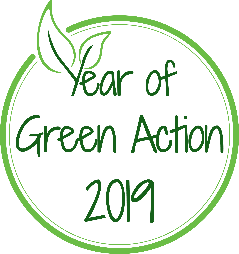 Year of
Green Action
2019